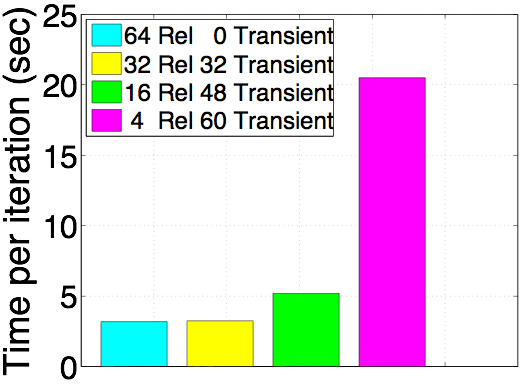 Time per iteration (sec)
25
20
15
10
5
0
64 Rel 0 Transient
32 Rel 32 Transient
16 Rel 48 Transient
4 Rel 60 Transient